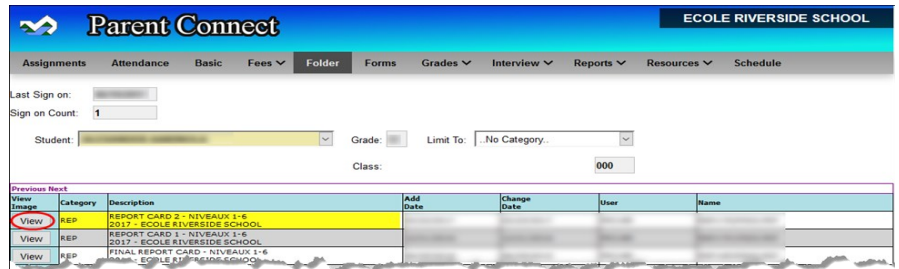 Parent Connect
ECOLE RIVERSIDE SCHOOL
Assignments Attendance Basic Fees Folder Forms Grades Interview Reports Resources Schedule
Last Sign on:
Sign on Count: 1
Student: Grade: Limit To: ..No Category..
Class: 000
Previous Next
View Image Category Description Add Date Change Date User Name
View REP REPORT CARD 2 - NIVEAUX 1-6
2017 - ECOLE RIVERSIDE SCHOOL
View REP REPORT CARD 1 - NIVEAUX 1-6
2017 - ECOLE RIVERSIDE SCHOOL
View REP FINAL REPORT CARD - NIVEAUX 1-6